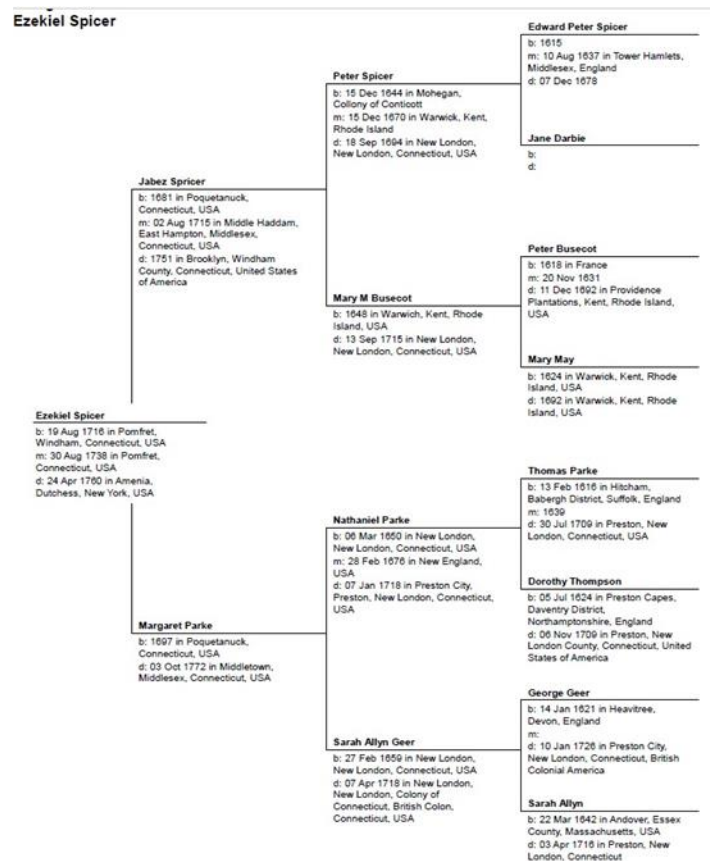 Ezekiel Spicer
Edward Peter Spicer
b: 1615
m: 10 Aug 1637 in Tower Hamlets,
Middlesex, England
d: 07 Dec 1678
Peter Spicer
b: 15 Dec 1644 in Mohegan,
Collony of Conticott
m: 15 Dec 1670 in Warwick, Kent,
Rhode Island
d: 18 Sep 1694 in New London,
New London, Connecticut, USA
Jane Darbie
b:
d:
Jabez Spricer
b: 1681 in Poquetanuck,
Connecticut, USA
m: 02 Aug 1715 in Middle Haddam,
East Hampton, Middlesex,
Connecticut, USA
d: 1751 in Brooklyn, Windham
County, Connecticut, United States
of America
Peter Busecot
b: 1618 in France
m: 20 Nov 1631
d: 11 Dec 1692 in Providence
Plantations, Kent, Rhode Island,
USA
Mary M Busecot
b: 1648 in Warwich, Kent, Rhode
Island, USA
d: 13 Sep 1715 in New London,
New London, Connecticut, USA
Mary May
b: 1624 in Warwick, Kent, Rhode
Island, USA
d: 1692 in Warwick, Kent, Rhode
Island, USA
Ezekiel Spicer
b: 19 Aug 1716 in Pomfret,
Windham, Connecticut, USA
m: 30 Aug 1738 in Pomfret,
Connecticut, USA
d: 24 Apr 1760 in Amenia,
Dutchess, New York, USA
Thomas Parke
b: 13 Feb 1616 in Hitcham,
Babergh District, Suffolk, England
m: 1639
d: 30 Jul 1709 in Preston, New
London, Connecticut, USA
Nathaniel Parke
b: 06 Mar 1650 in New London,
New London, Connecticut, USA
m: 28 Feb 1676 in New England,
USA
d: 07 Jan 1718 in Preston City,
Preston, New London, Connecticut,
USA
Dorothy Thompson
b: 05 Jul 1624 in Preston Capes,
Daventry District,
Northamptonshire, England
d: 06 Nov 1709 in Preston, New
London County, Connecticut, United
States of America
Margaret Parke
b: 1697 in Poquetanuck,
Connecticut, USA
d: 03 Oct 1772 in Middletown,
Middlesex, Connecticut, USA
George Geer
b: 14 Jan 1621 in Heavitree,
Devon, England
m:
d: 10 Jan 1726 in Preston City,
New London, Connecticut, British
Colonial America
Sarah Allyn Geer
b: 27 Feb 1659 in New London,
New London, Connecticut, USA
d: 07 Apr 1718 in New London,
New London, Colony of
Connecticut, British Colon,
Connecticut, USA
Sarah Allyn
b: 22 Mar 1642 in Andover, Essex
County, Massachusetts, USA
d: 03 Apr 1716 in Preston, New
London, Connecticut